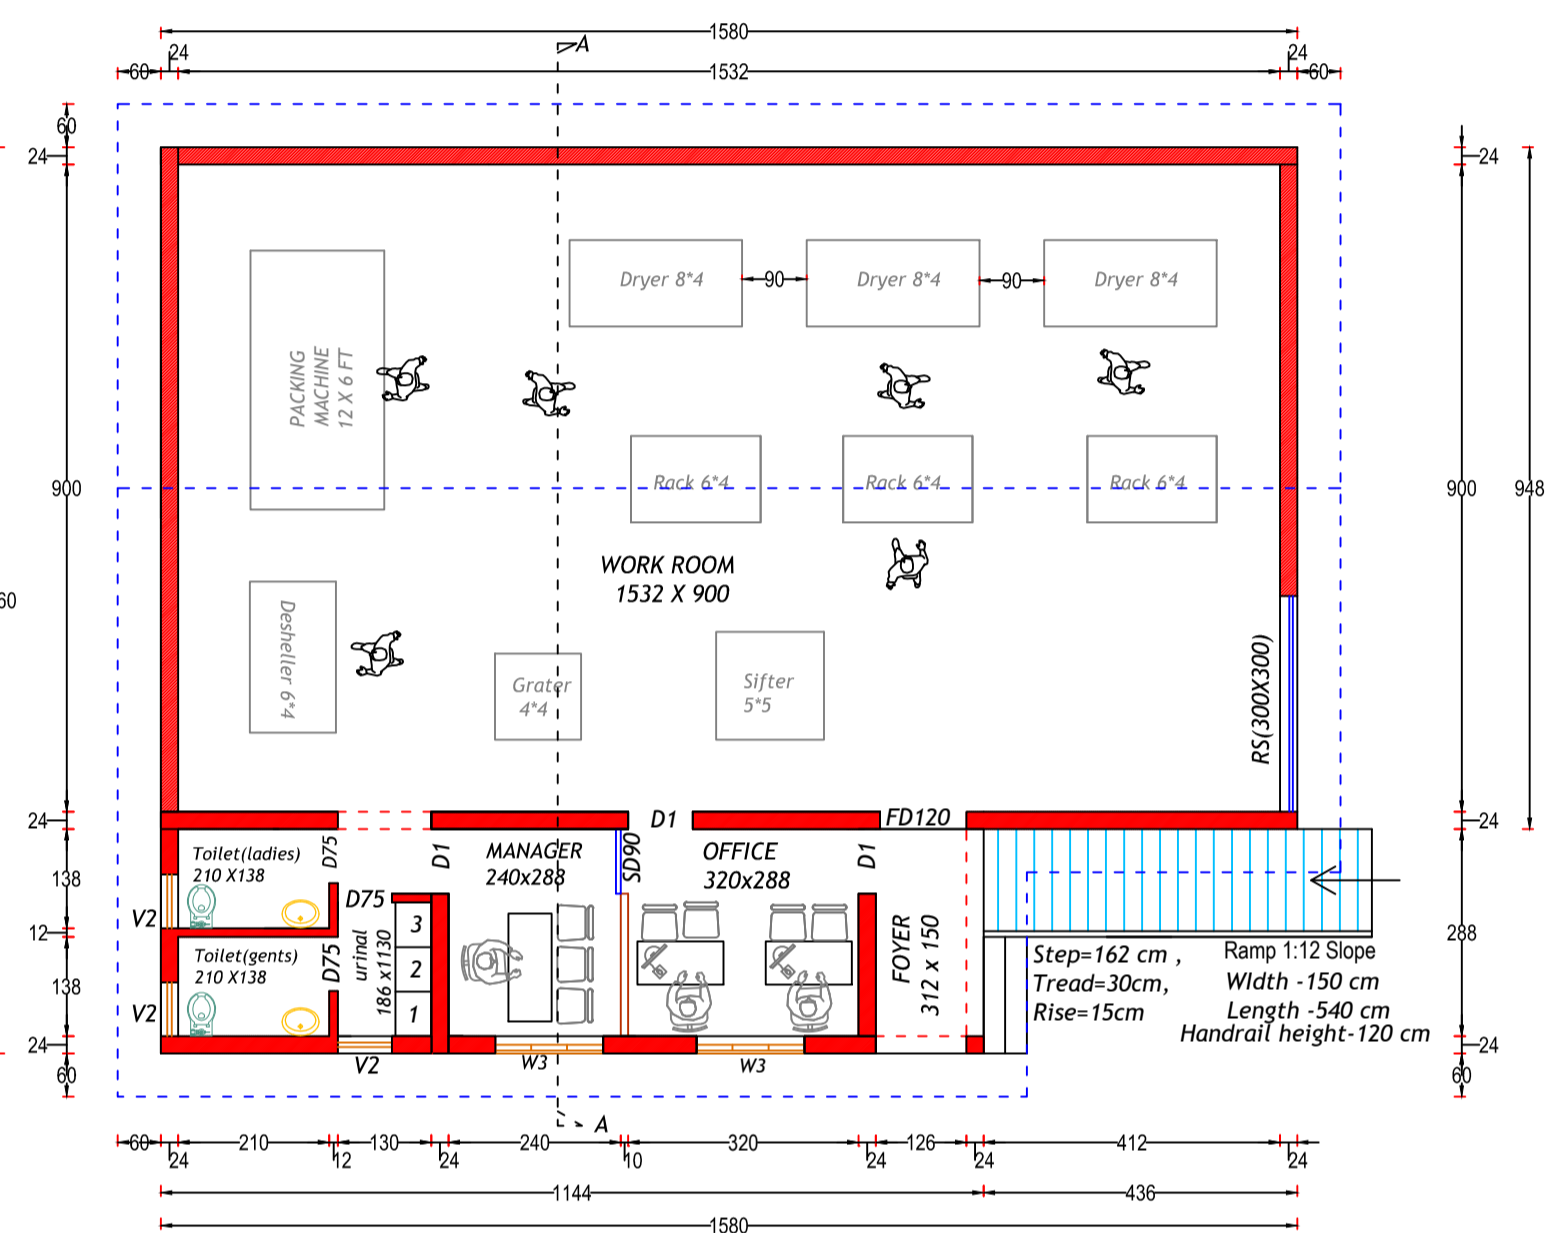 1580
A
24
24
60
1532
60
60
24
24
Dryer 8*4
90
Dryer 8*4
90
Dryer 8*4
PACKING
MACHINE
12 X 6 FT
900
Rack 6*4
Rack 6*4
Rack 6*4
900
948
WORK ROOM
1532 X 900
60
Desheller 6*4
Grater
4*4
Sifter
5*5
RS(300X300)
24
D1
FD120
24
138
Toilet(ladies)
210 X138
D75
D1
MANAGER
240x288
SD90
OFFICE
320x288
D1
V2
D75
12
288
3
2
1
urinal
186 x1130
Toilet(gents)
210 X138
D75
138
V2
FOYER
312 x 150
Step=162 cm ,
Tread=30cm,
Rise=15cm
Ramp 1:12 Slope
WIdth -150 cm
Length -540 cm
Handrail height-120 cm
24
24
V2
W3
W3
60
60
A
60
210
130
240
320
126
412
24
12
24
10
24
24
24
1144
436
1580